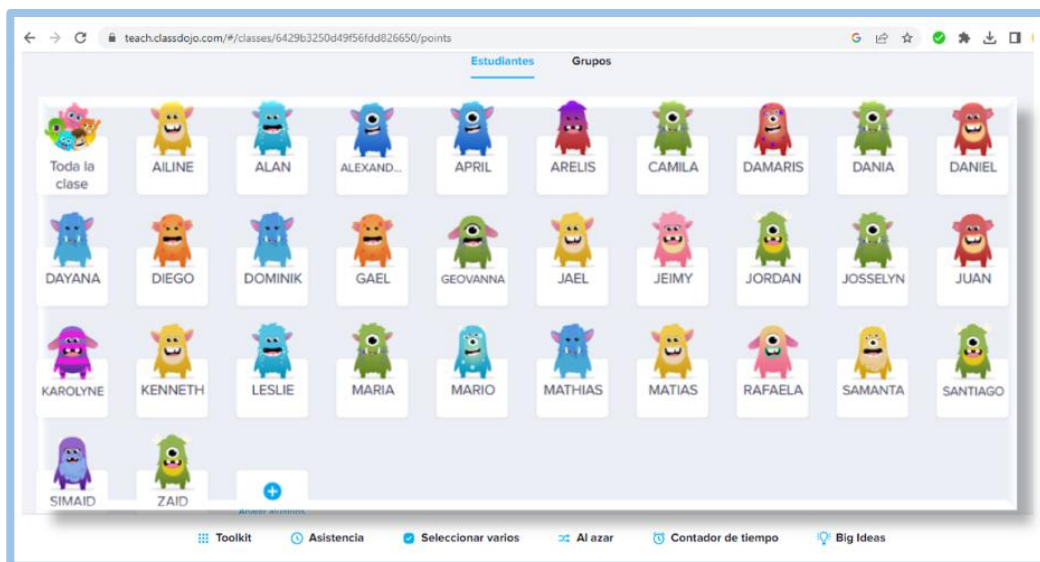 teach.classdojo.com/#/classes/6429b3250d49f56fdd826650/points
Estudiantes Grupos
Toda la clase AILINE ALAN ALEXAND... APRIL ARELIS CAMILA DAMARIS DANIA DANIEL
DAYANA DIEGO DOMINIK GAEL GEOVANNA JAEL JEIMY JORDAN JOSSELYN JUAN
KAROLYNE KENNETH LESLIE MARIA MARIO MATHIAS MATIAS RAFAELA SAMANTA SANTIAGO
SIMAID ZAID
Toolkit Asistencia Seleccionar varios Al azar Contador de tiempo Big Ideas